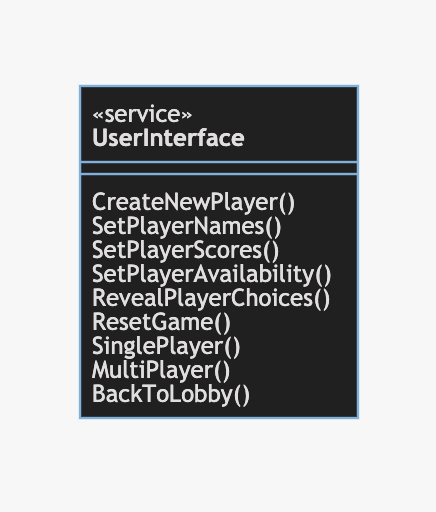 «service»
UserInterface
CreateNewPlayer()
SetPlayerNames()
SetPlayerScores()
SetPlayerAvailability()
RevealPlayerChoices()
ResetGame()
SinglePlayer()
MultiPlayer()
BackToLobby()